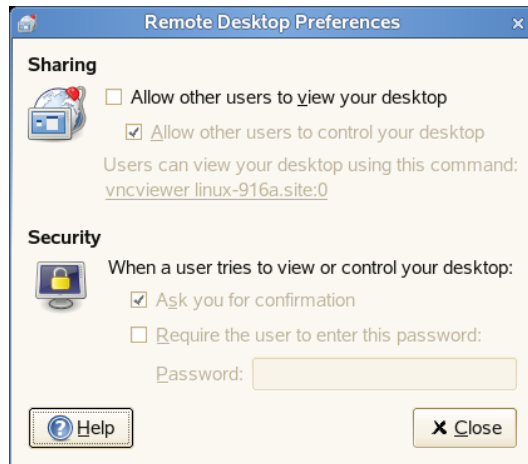 Remote Desktop Preferences
Sharing
Allow other users to view your desktop
Allow other users to control your desktop
Users can view your desktop using this command:
vncviewer linux-916a.site:0
Security
When a user tries to view or control your desktop:
Ask you for confirmation
Require the user to enter this password:
Password:
Help
Close